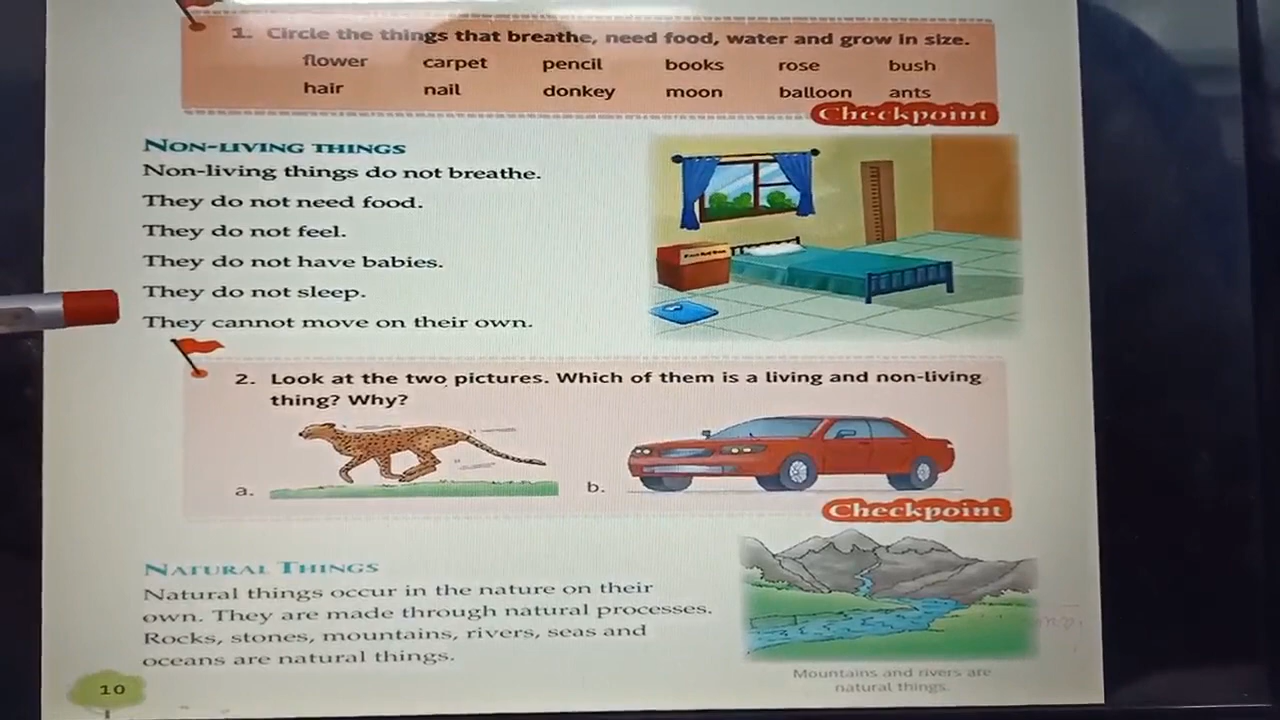 1. Circle the things that breathe, need food, water and grow in size.
flower carpet pencil books rose bush
hair nail donkey moon balloon ants
Checkpoint
NON-LIVING THINGS
Non-living things do not breathe.
They do not need food.
They do not feel.
They do not have babies.
They do not sleep.
They cannot move on their own.
2. Look at the two pictures. Which of them is a living and non-living
thing? Why?
a. b.
Checkpoint
NATURAL THINGS
Natural things occur in the nature on their
own. They are made through natural processes.
Rocks, stones, mountains, rivers, seas and
oceans are natural things.
Mountains and rivers are
natural things.
10